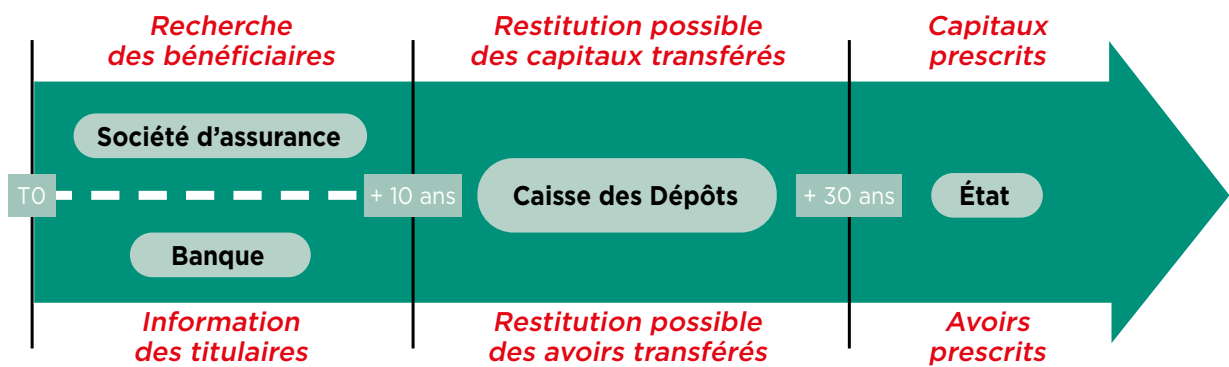 Recherche
des bénéficiaires
Restitution possible
des capitaux transférés
Capitaux
prescrits
Société d'assurance
T0
+ 10 ans
Caisse des Dépôts
+ 30 ans
État
Banque
Information
des titulaires
Restitution possible
des avoirs transférés
Avoirs
prescrits